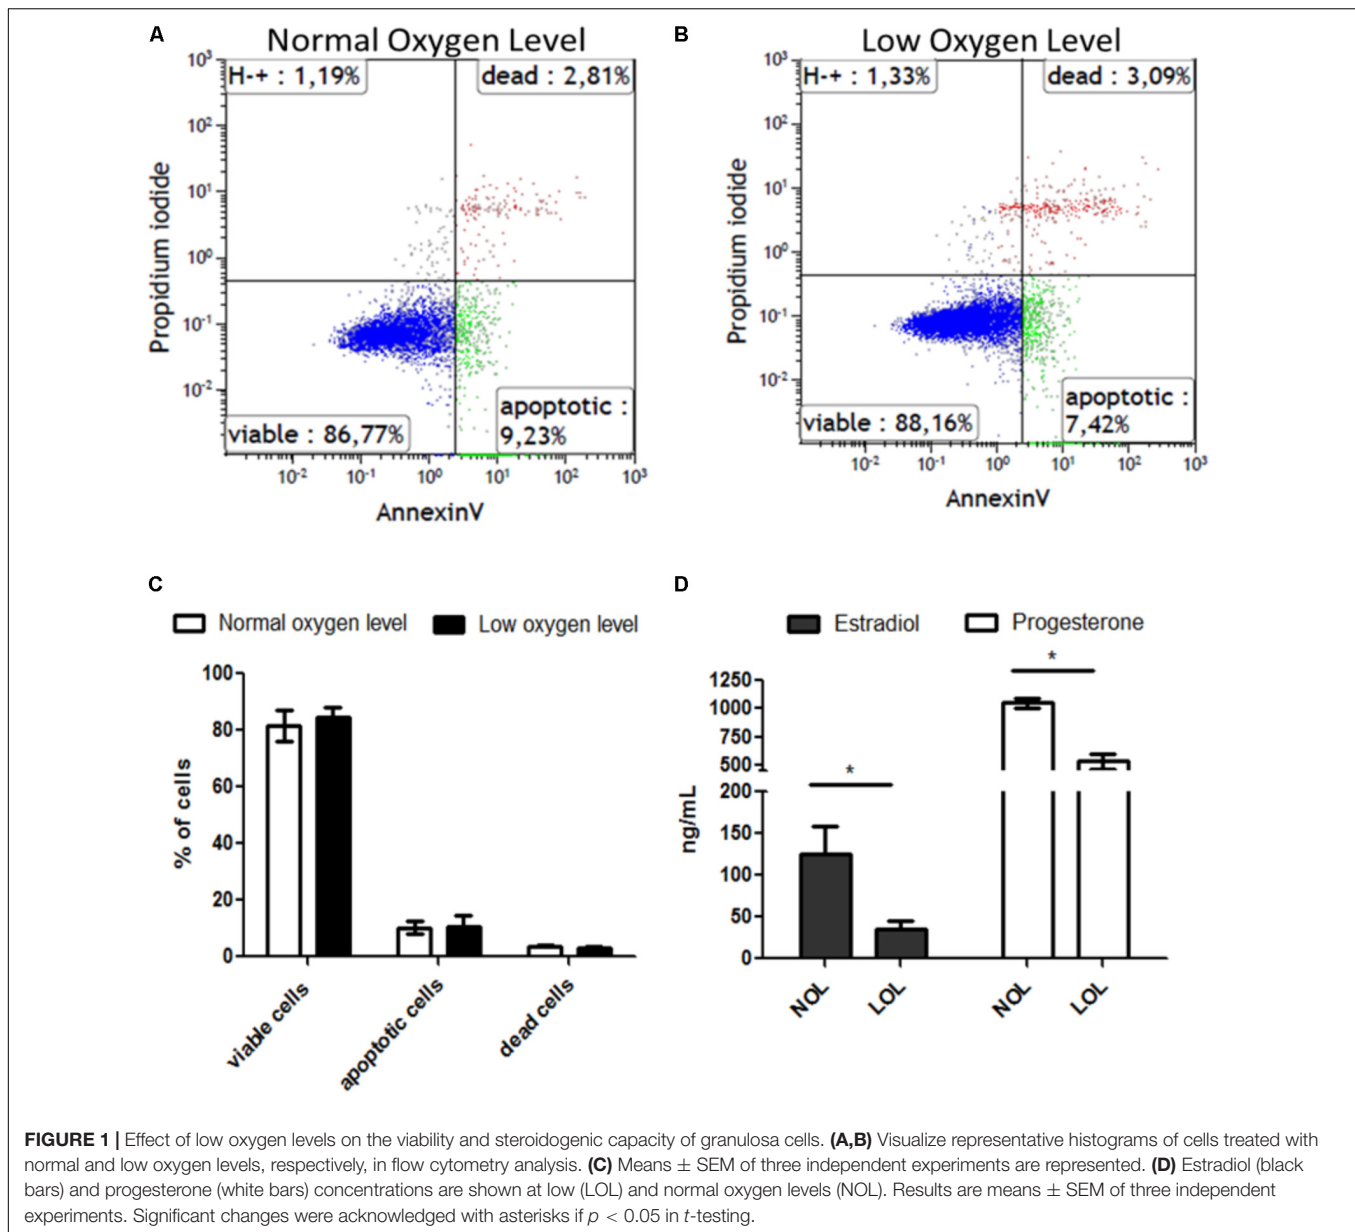 A
Normal Oxygen Level
10³
10²
10¹
10⁰
10⁻¹
10⁻²
Propidium iodide
H-+ : 1,19%
dead : 2,81%
viable : 86,77%
apoptotic :
9,23%
10⁻² 10⁻¹ 10⁰ 10¹ 10² 10³
AnnexinV
B
Low Oxygen Level
10³
10²
10¹
10⁰
10⁻¹
10⁻²
Propidium iodide
H-+ : 1,33%
dead : 3,09%
viable : 88,16%
apoptotic :
7,42%
10⁻² 10⁻¹ 10⁰ 10¹ 10² 10³
AnnexinV
C
Normal oxygen level Low oxygen level
100
80
60
40
20
0
% of cells
viable cells
apoptotic cells
dead cells
D
Estradiol Progesterone
1250
1000
750
500
200
150
100
50
0
ng/mL
*
*
NOL LOL NOL LOL
FIGURE 1 | Effect of low oxygen levels on the viability and steroidogenic capacity of granulosa cells. (A,B) Visualize representative histograms of cells treated with
normal and low oxygen levels, respectively, in flow cytometry analysis. (C) Means ± SEM of three independent experiments are represented. (D) Estradiol (black
bars) and progesterone (white bars) concentrations are shown at low (LOL) and normal oxygen levels (NOL). Results are means ± SEM of three independent
experiments. Significant changes were acknowledged with asterisks if p < 0.05 in t-testing.